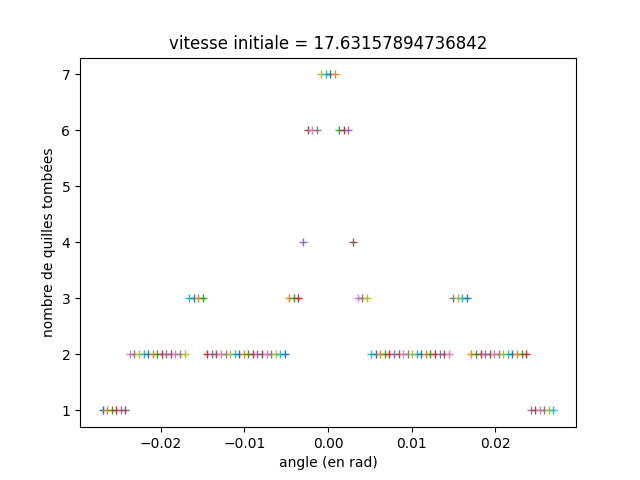 vitesse initiale = 17.63157894736842
7
6
5
4
3
2
1
nombre de quilles tombées
−0.02 −0.01 0.00 0.01 0.02
angle (en rad)